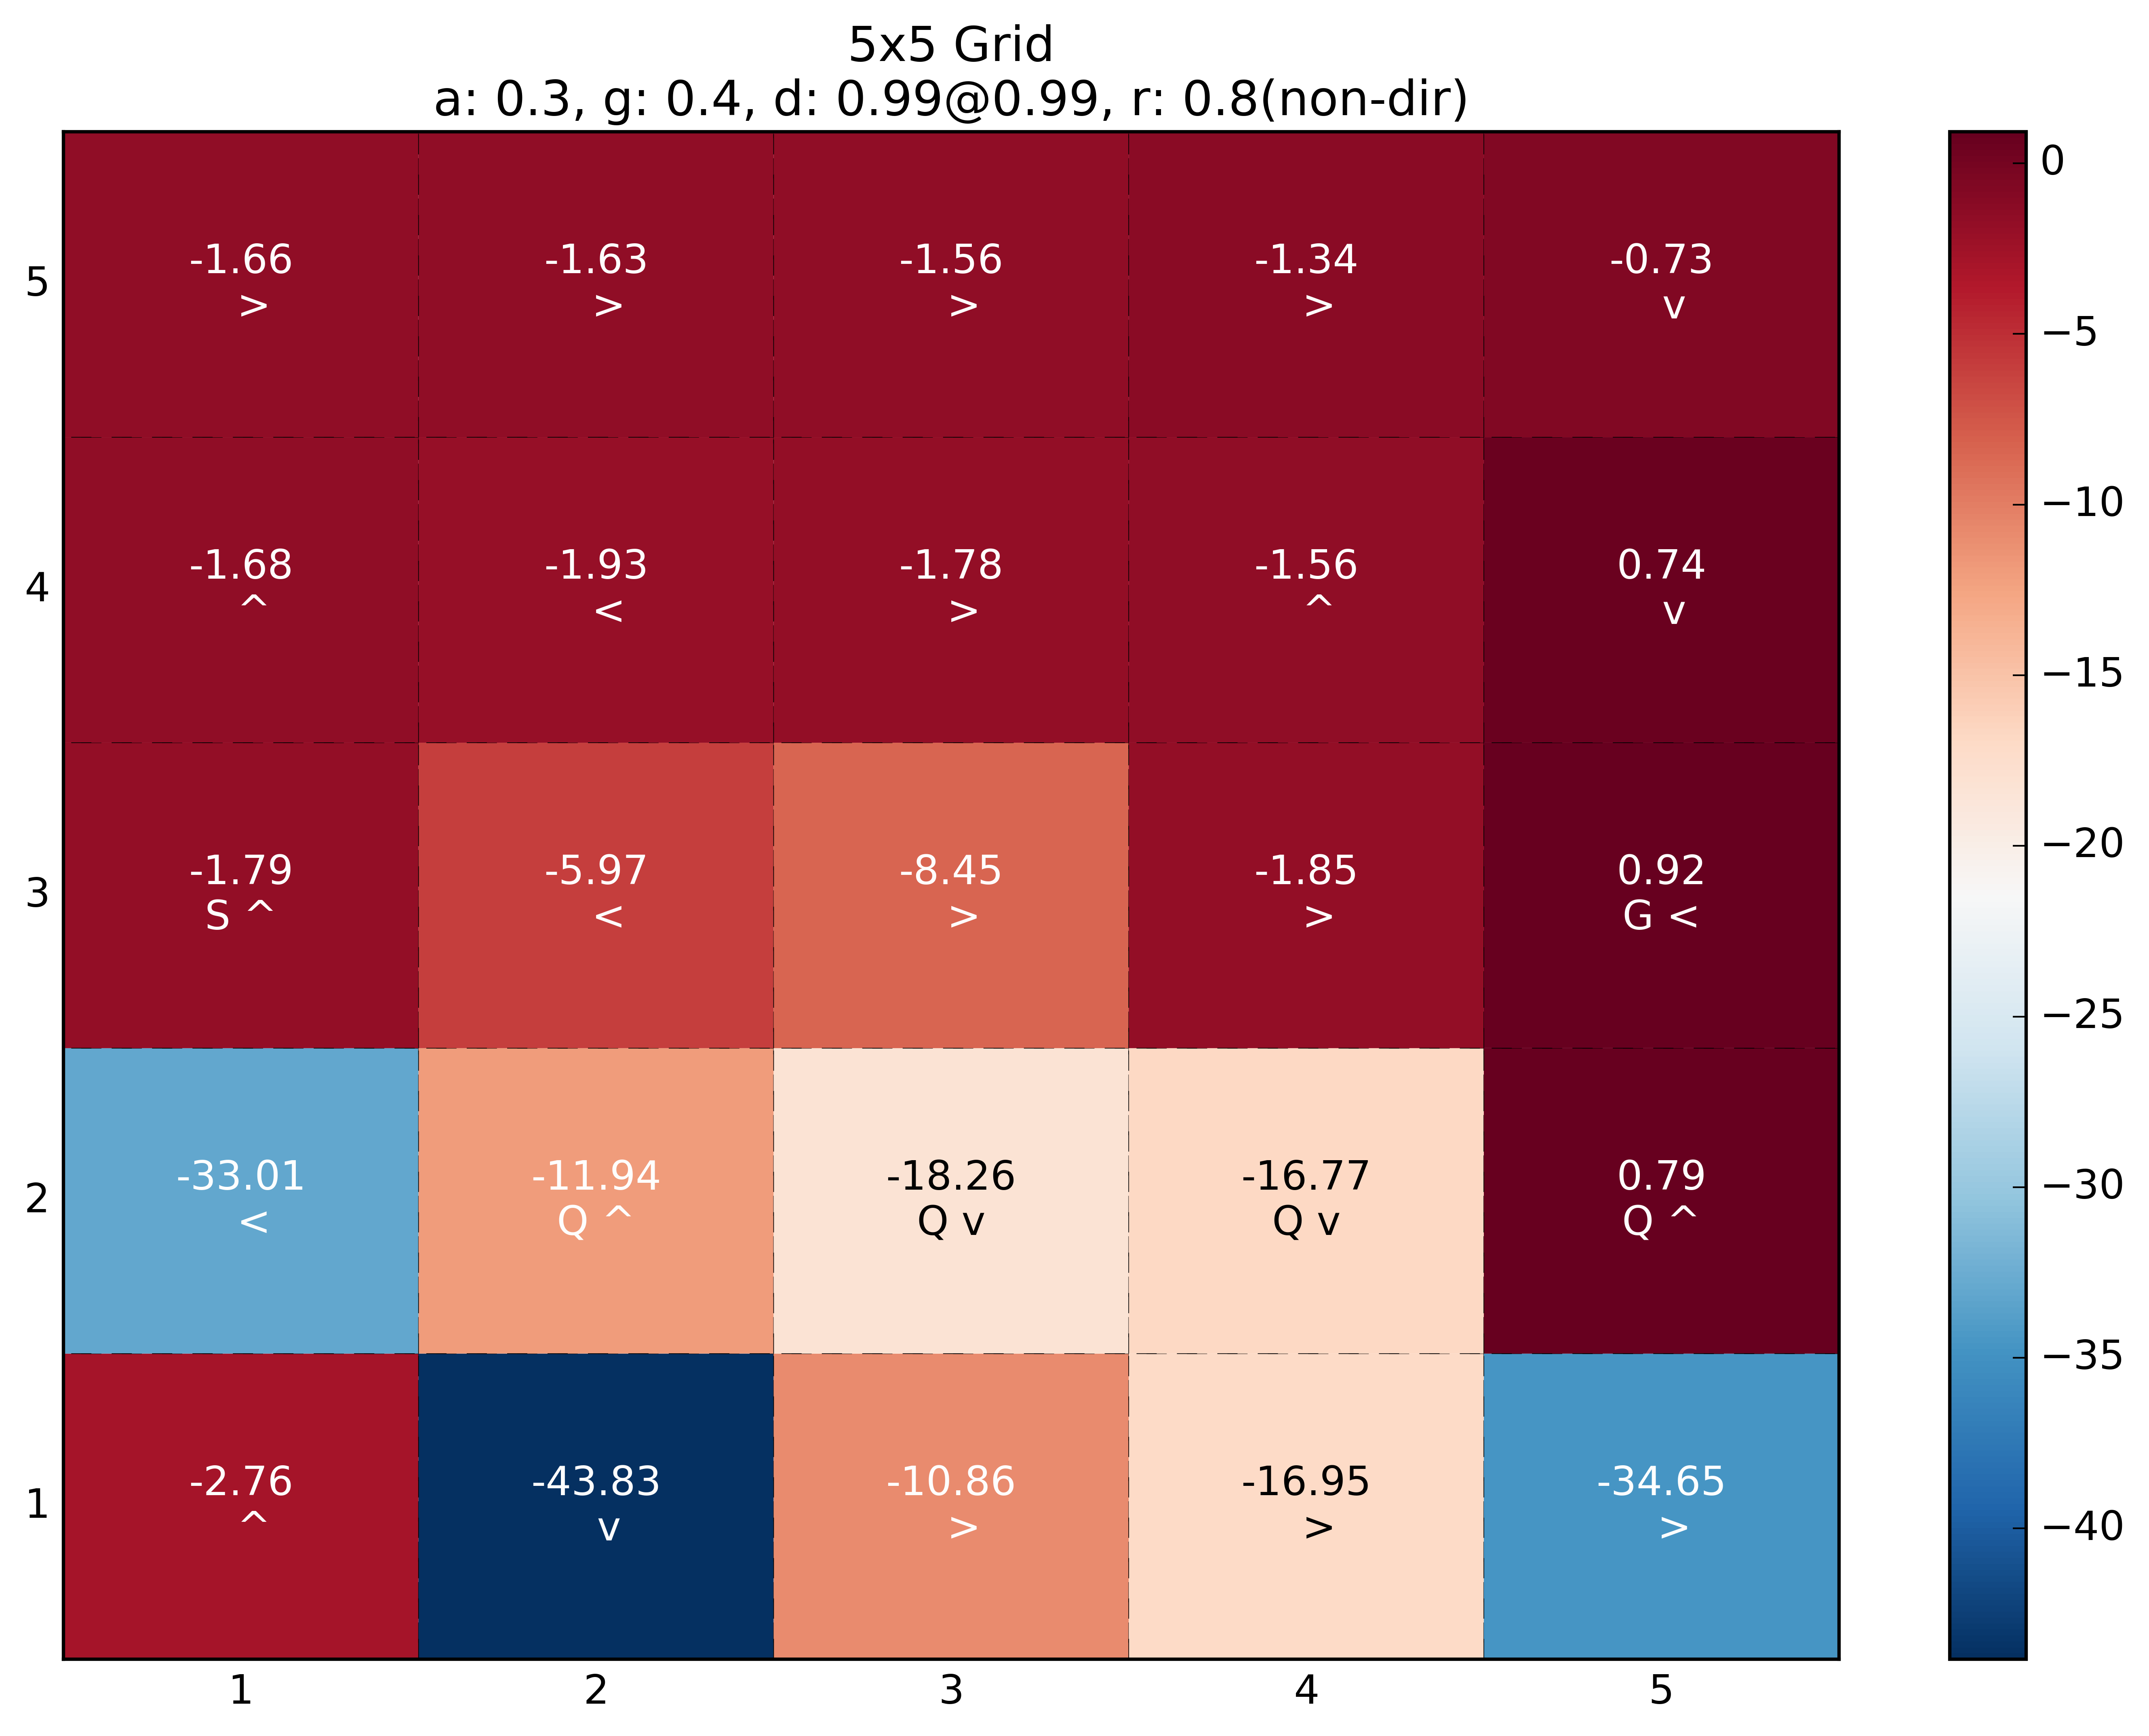 5x5 Grid
a: 0.3, g: 0.4, d: 0.99@0.99, r: 0.8(non-dir)
5
-1.66 -1.63 -1.56 -1.34 -0.73
> > > > v
4
-1.68 -1.93 -1.78 -1.56 0.74
^ < > ^ v
3
-1.79 -5.97 -8.45 -1.85 0.92
S ^ < > > G <
2
-33.01 -11.94 -18.26 -16.77 0.79
< Q ^ Q v Q v Q ^
1
-2.76 -43.83 -10.86 -16.95 -34.65
^ v > > >
1 2 3 4 5
0
−5
−10
−15
−20
−25
−30
−35
−40